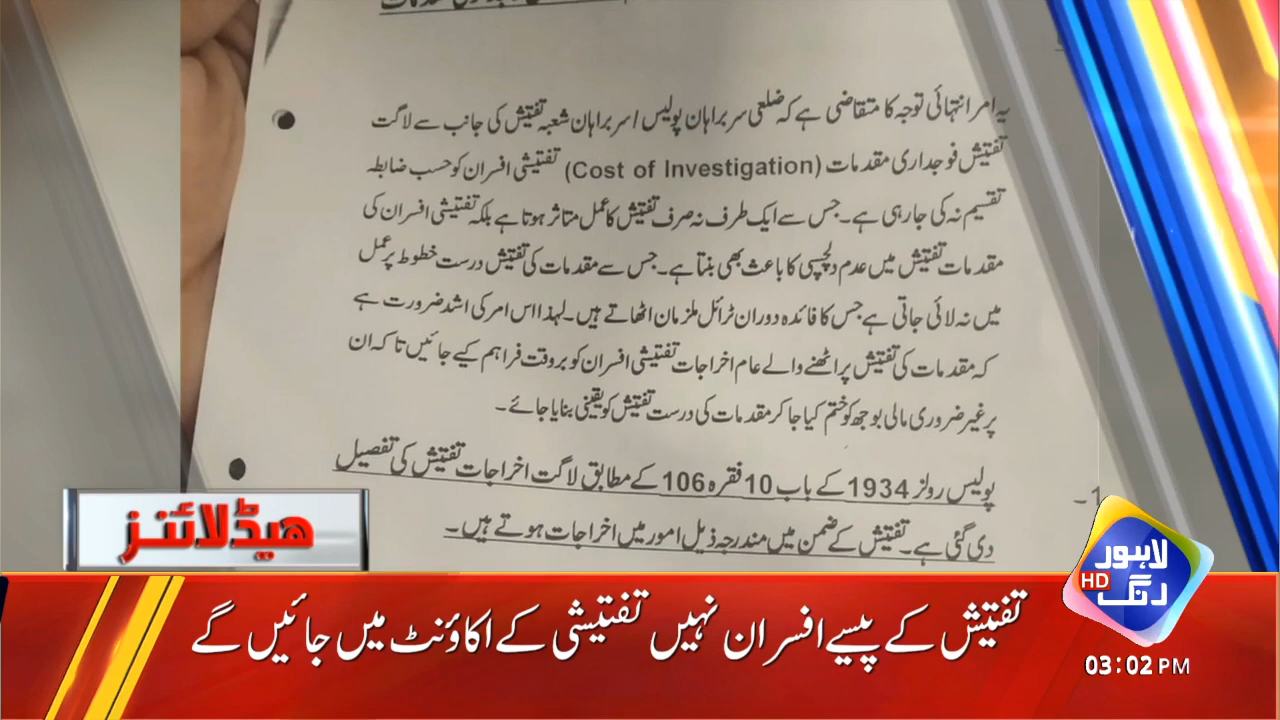 یہ امر انتہائی توجہ کا متقاضی ہے کہ ضلعی سربراہان پولیس / سربراہان شعبہ تفتیش کی جانب سے لاگت
تفتیش فوجداری مقدمات (Cost of Investigation) تفتیشی افسران کو حسب ضابطہ
تقسیم نہ کی جا رہی ہے۔ جس سے ایک طرف نہ صرف تفتیش کا عمل متاثر ہوتا ہے بلکہ تفتیشی افسران کی
مقدمات تفتیش میں عدم دلچسپی کا باعث بھی بنتا ہے۔ جس سے مقدمات کی تفتیش درست خطوط پر عمل
میں نہ لائی جاتی ہے جس کا فائدہ دوران ٹرائل ملزمان اٹھاتے ہیں۔ لہذا اس امر کی اشد ضرورت ہے
کہ مقدمات کی تفتیش پر اٹھنے والے عام اخراجات تفتیشی افسران کو بروقت فراہم کیے جائیں تاکہ ان
پر غیر ضروری مالی بوجھ کو ختم کیا جا کر مقدمات کی درست تفتیش کو یقینی بنایا جائے۔
1۔ پولیس رولز 1934 کے باب 10 فقرہ 106 کے مطابق لاگت اخراجات تفتیش کی تفصیل
دی گئی ہے۔ تفتیش کے ضمن میں مندرجہ ذیل امور میں اخراجات ہوتے ہیں۔
ہیڈلائنز
لاہور
رنگ HD
تفتیش کے پیسے افسران نہیں تفتیشی کے اکاؤنٹ میں جائیں گے
03:02 PM